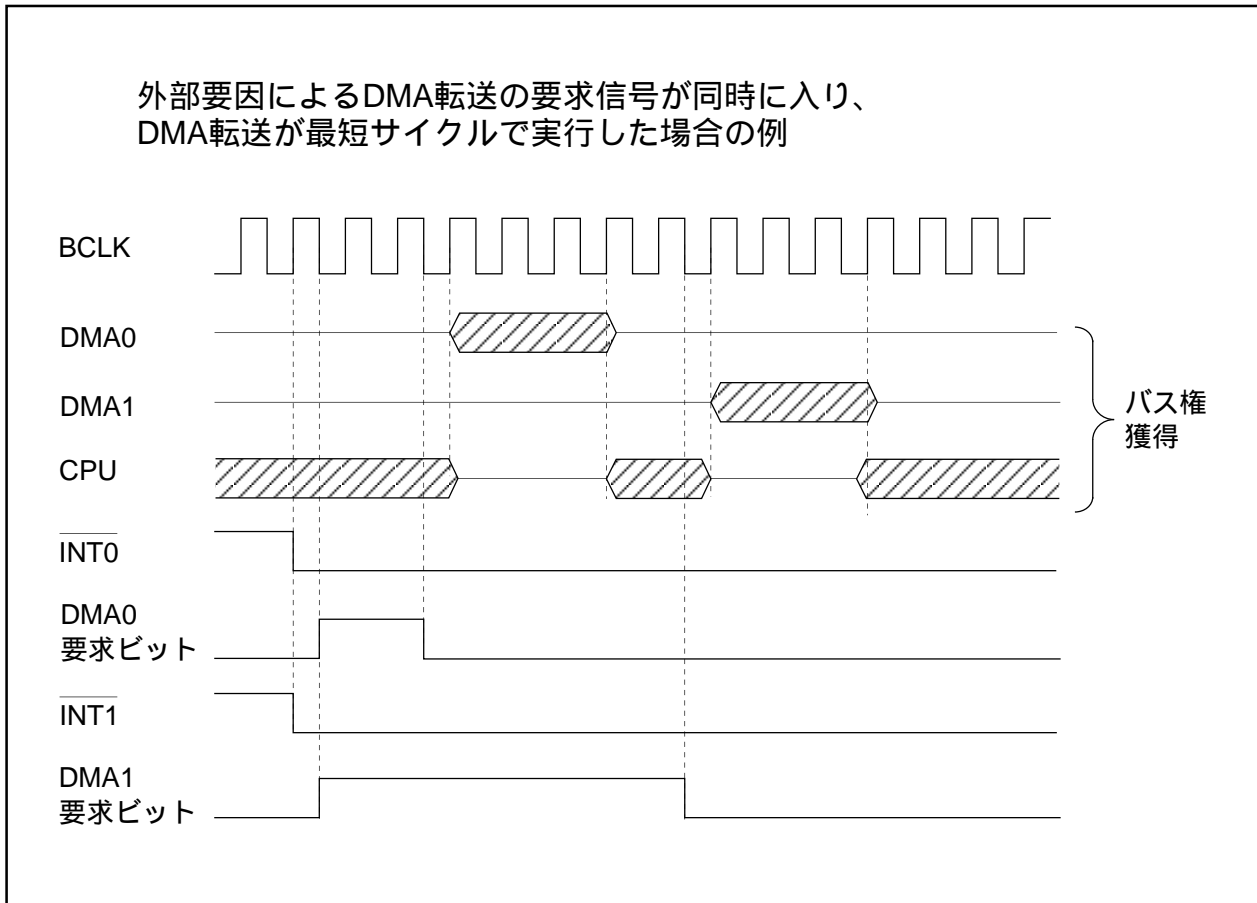 外部要因によるDMA転送の要求信号が同時に入り、
DMA転送が最短サイクルで実行した場合の例
BCLK
DMA0
DMA1
CPU
バス権
獲得
INT0
DMA0
要求ビット
INT1
DMA1
要求ビット